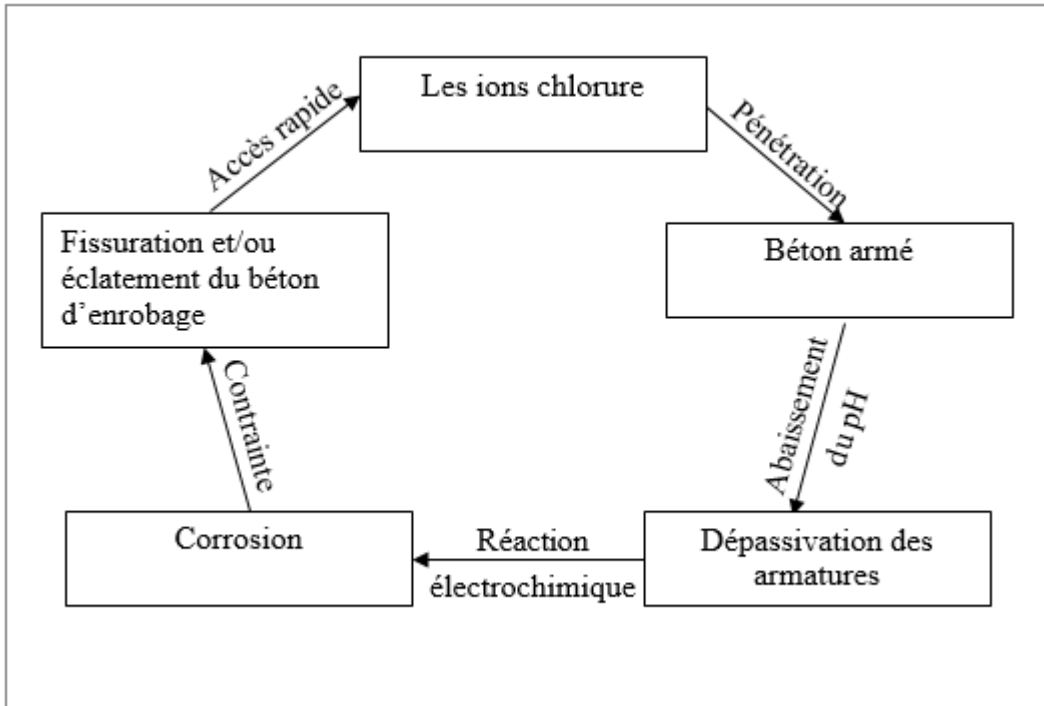 Les ions chlorure
Accès rapide
Pénétration
Fissuration et/ou
éclatement du béton
d’enrobage
Béton armé
Contrainte
Abaissement
du pH
Corrosion
Réaction
électrochimique
Dépassivation des
armatures